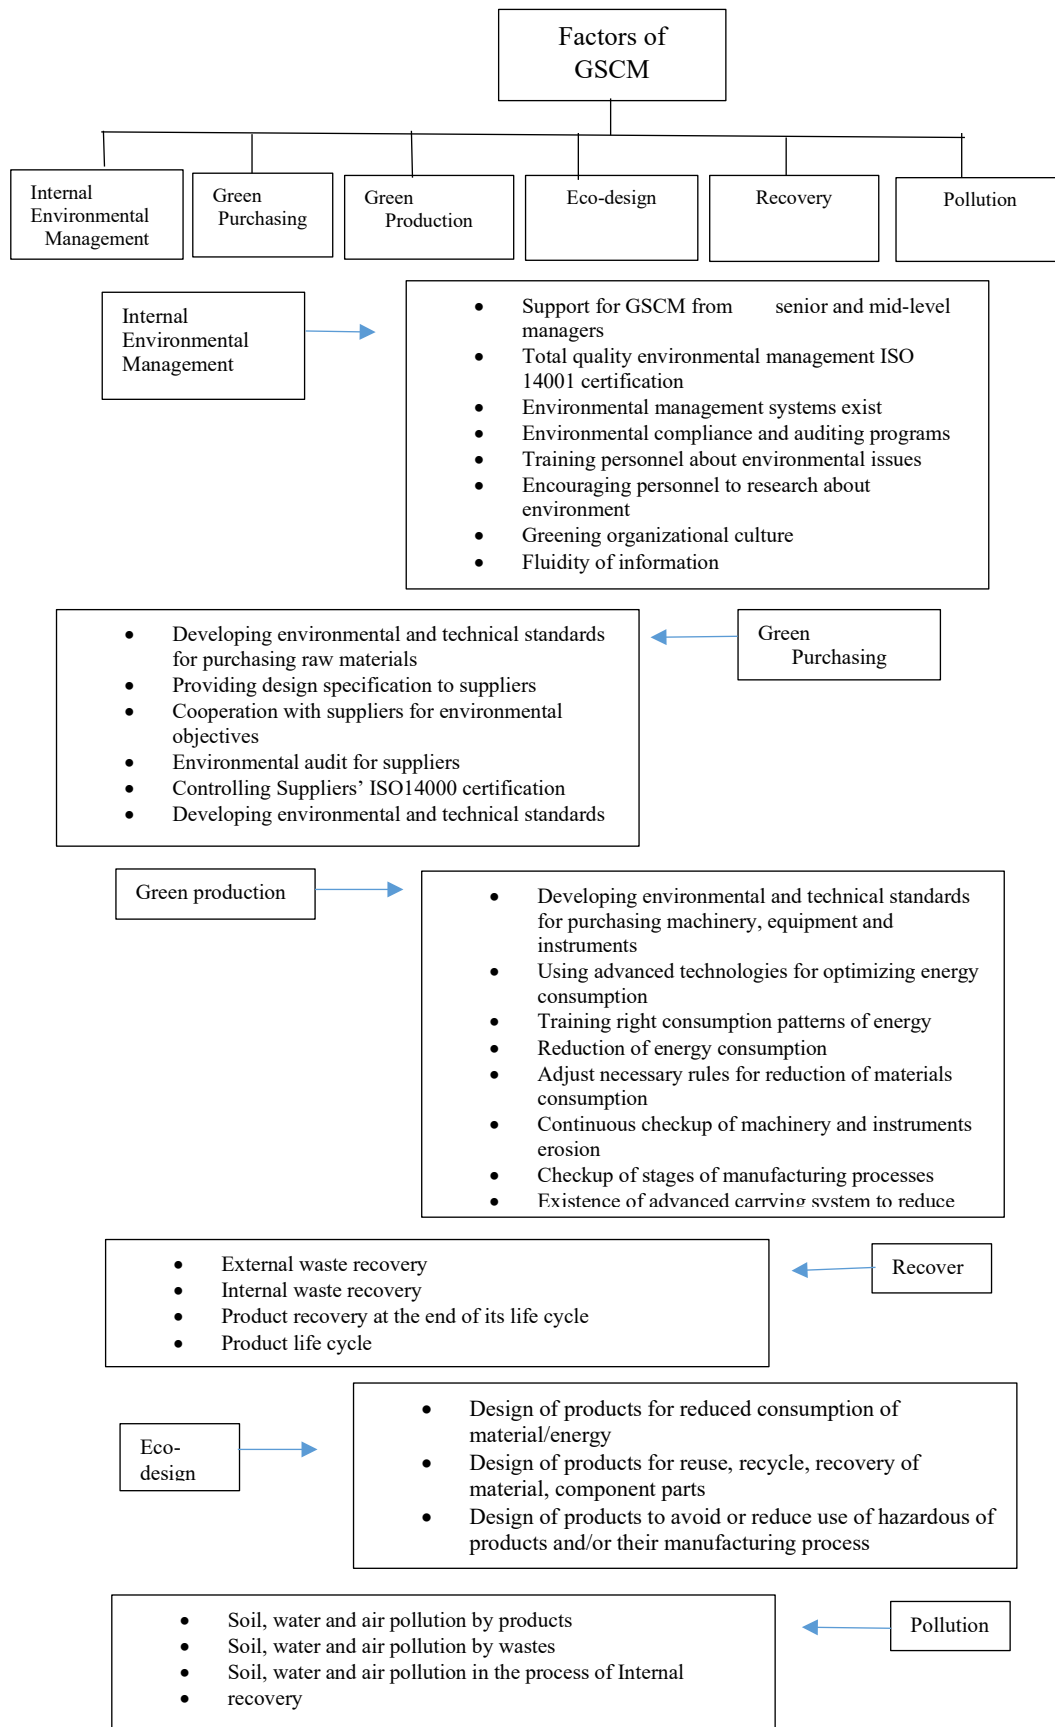 Factors of
GSCM
Internal
Environmental
Management
Green
Purchasing
Green
Production
Eco-design
Recovery
Pollution
Internal
Environmental
Management
• Support for GSCM from senior and mid-level
managers
• Total quality environmental management ISO
14001 certification
• Environmental management systems exist
• Environmental compliance and auditing programs
• Training personnel about environmental issues
• Encouraging personnel to research about
environment
• Greening organizational culture
• Fluidity of information
• Developing environmental and technical standards
for purchasing raw materials
• Providing design specification to suppliers
• Cooperation with suppliers for environmental
objectives
• Environmental audit for suppliers
• Controlling Suppliers’ ISO14000 certification
• Developing environmental and technical standards
Green
Purchasing
Green production
• Developing environmental and technical standards
for purchasing machinery, equipment and
instruments
• Using advanced technologies for optimizing energy
consumption
• Training right consumption patterns of energy
• Reduction of energy consumption
• Adjust necessary rules for reduction of materials
consumption
• Continuous checkup of machinery and instruments
erosion
• Checkup of stages of manufacturing processes
• Existence of advanced carrying system to reduce
• External waste recovery
• Internal waste recovery
• Product recovery at the end of its life cycle
• Product life cycle
Recover
Eco-
design
• Design of products for reduced consumption of
material/energy
• Design of products for reuse, recycle, recovery of
material, component parts
• Design of products to avoid or reduce use of hazardous of
products and/or their manufacturing process
• Soil, water and air pollution by products
• Soil, water and air pollution by wastes
• Soil, water and air pollution in the process of Internal
• recovery
Pollution